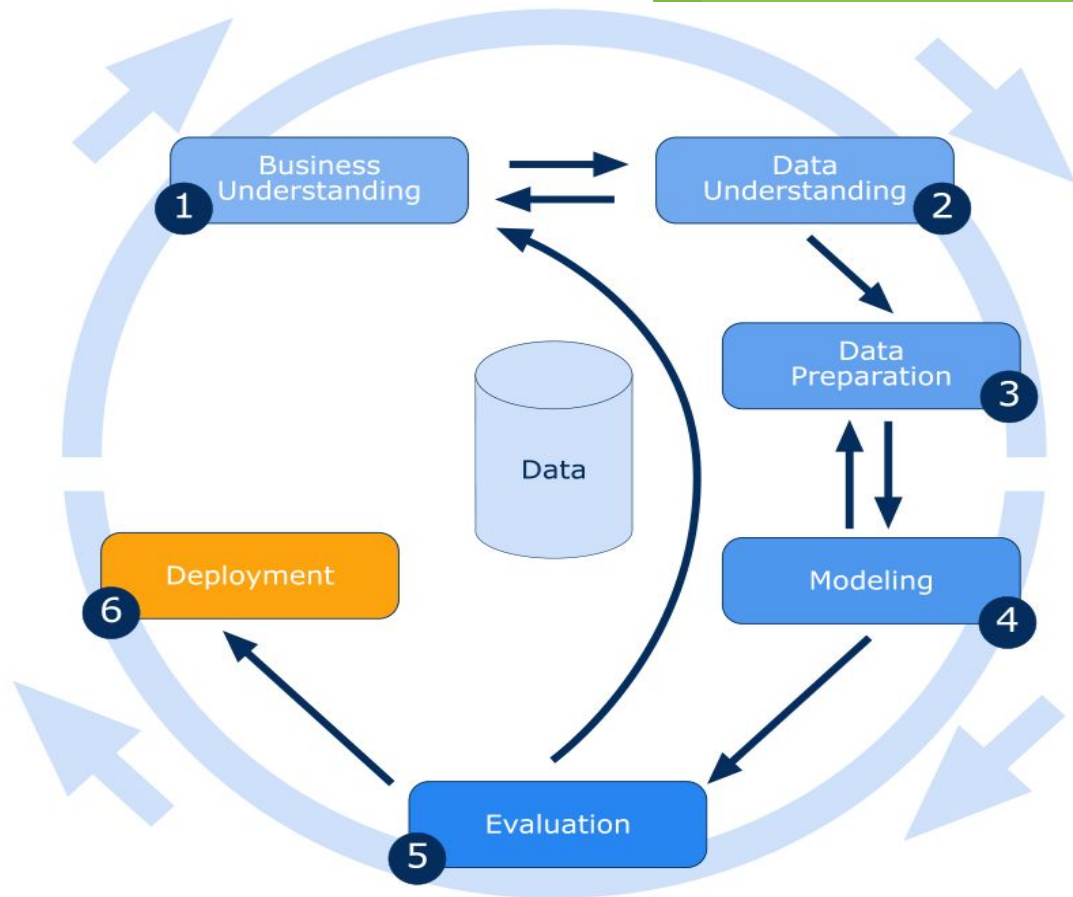 Business
Understanding
1
Data
Understanding
2
Data
Preparation
3
Data
Modeling
4
Deployment
6
Evaluation
5